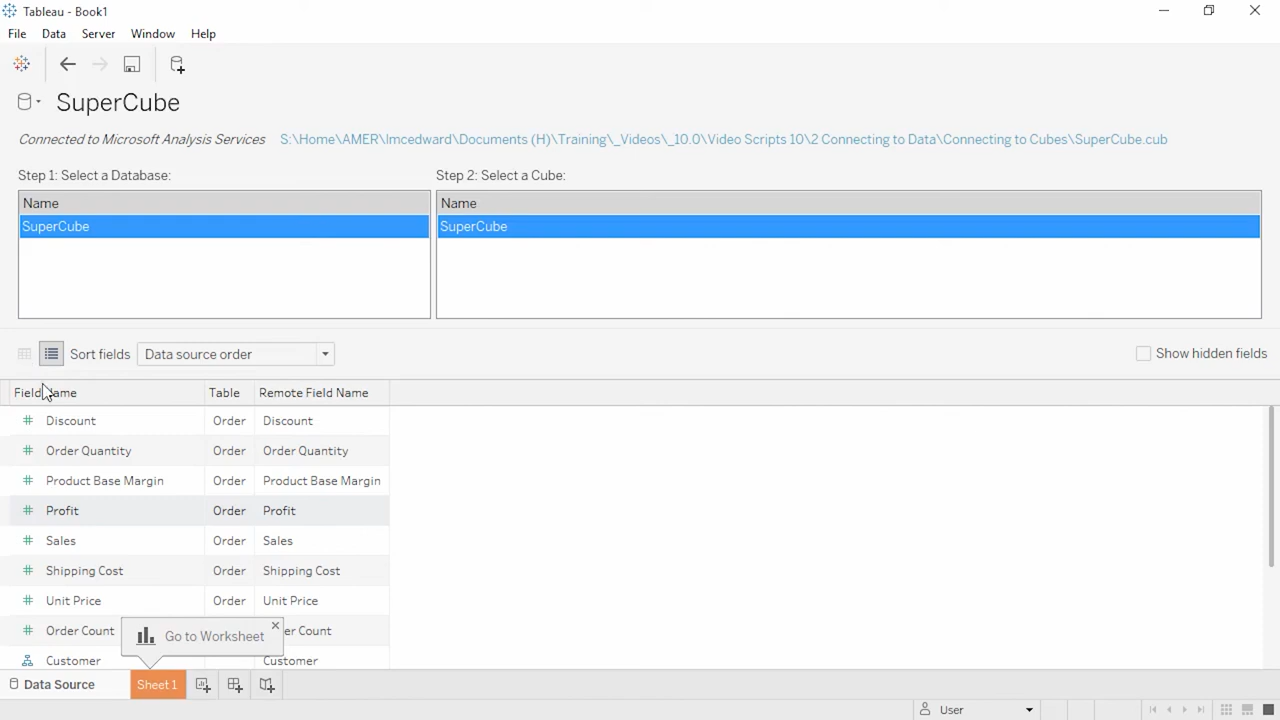 Tableau - Book1
File Data Server Window Help
SuperCube
Connected to Microsoft Analysis Services S:\Home\AMER\lmcedward\Documents (H)\Training\_Videos\_10.0\Video Scripts 10\2 Connecting to Data\Connecting to Cubes\SuperCube.cub
Step 1: Select a Database: Step 2: Select a Cube:
Name Name
SuperCube SuperCube
Sort fields Data source order Show hidden fields
Field Name Table Remote Field Name
Discount Order Discount
Order Quantity Order Order Quantity
Product Base Margin Order Product Base Margin
Profit Order Profit
Sales Order Sales
Shipping Cost Order Shipping Cost
Unit Price Order Unit Price
Order Count er Count
Go to Worksheet
Customer Customer
Data Source Sheet 1
User